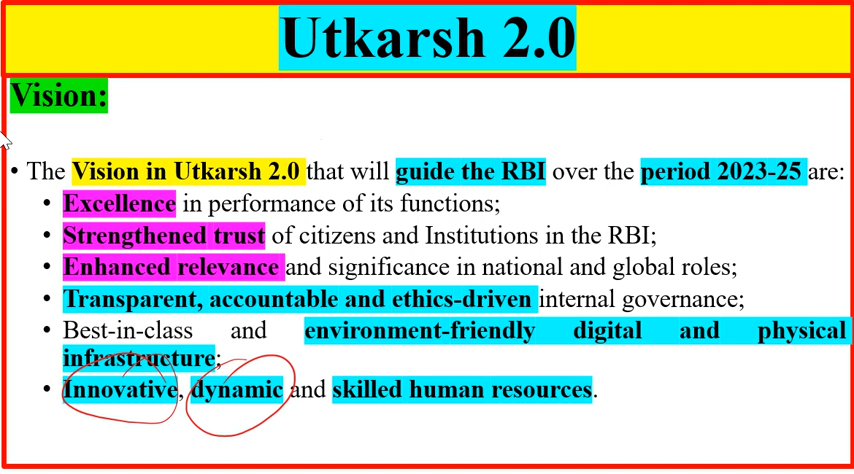 Utkarsh 2.0
Vision:
• The Vision in Utkarsh 2.0 that will guide the RBI over the period 2023-25 are:
• Excellence in performance of its functions;
• Strengthened trust of citizens and Institutions in the RBI;
• Enhanced relevance and significance in national and global roles;
• Transparent, accountable and ethics-driven internal governance;
• Best-in-class and environment-friendly digital and physical
infrastructure;
• Innovative, dynamic and skilled human resources.